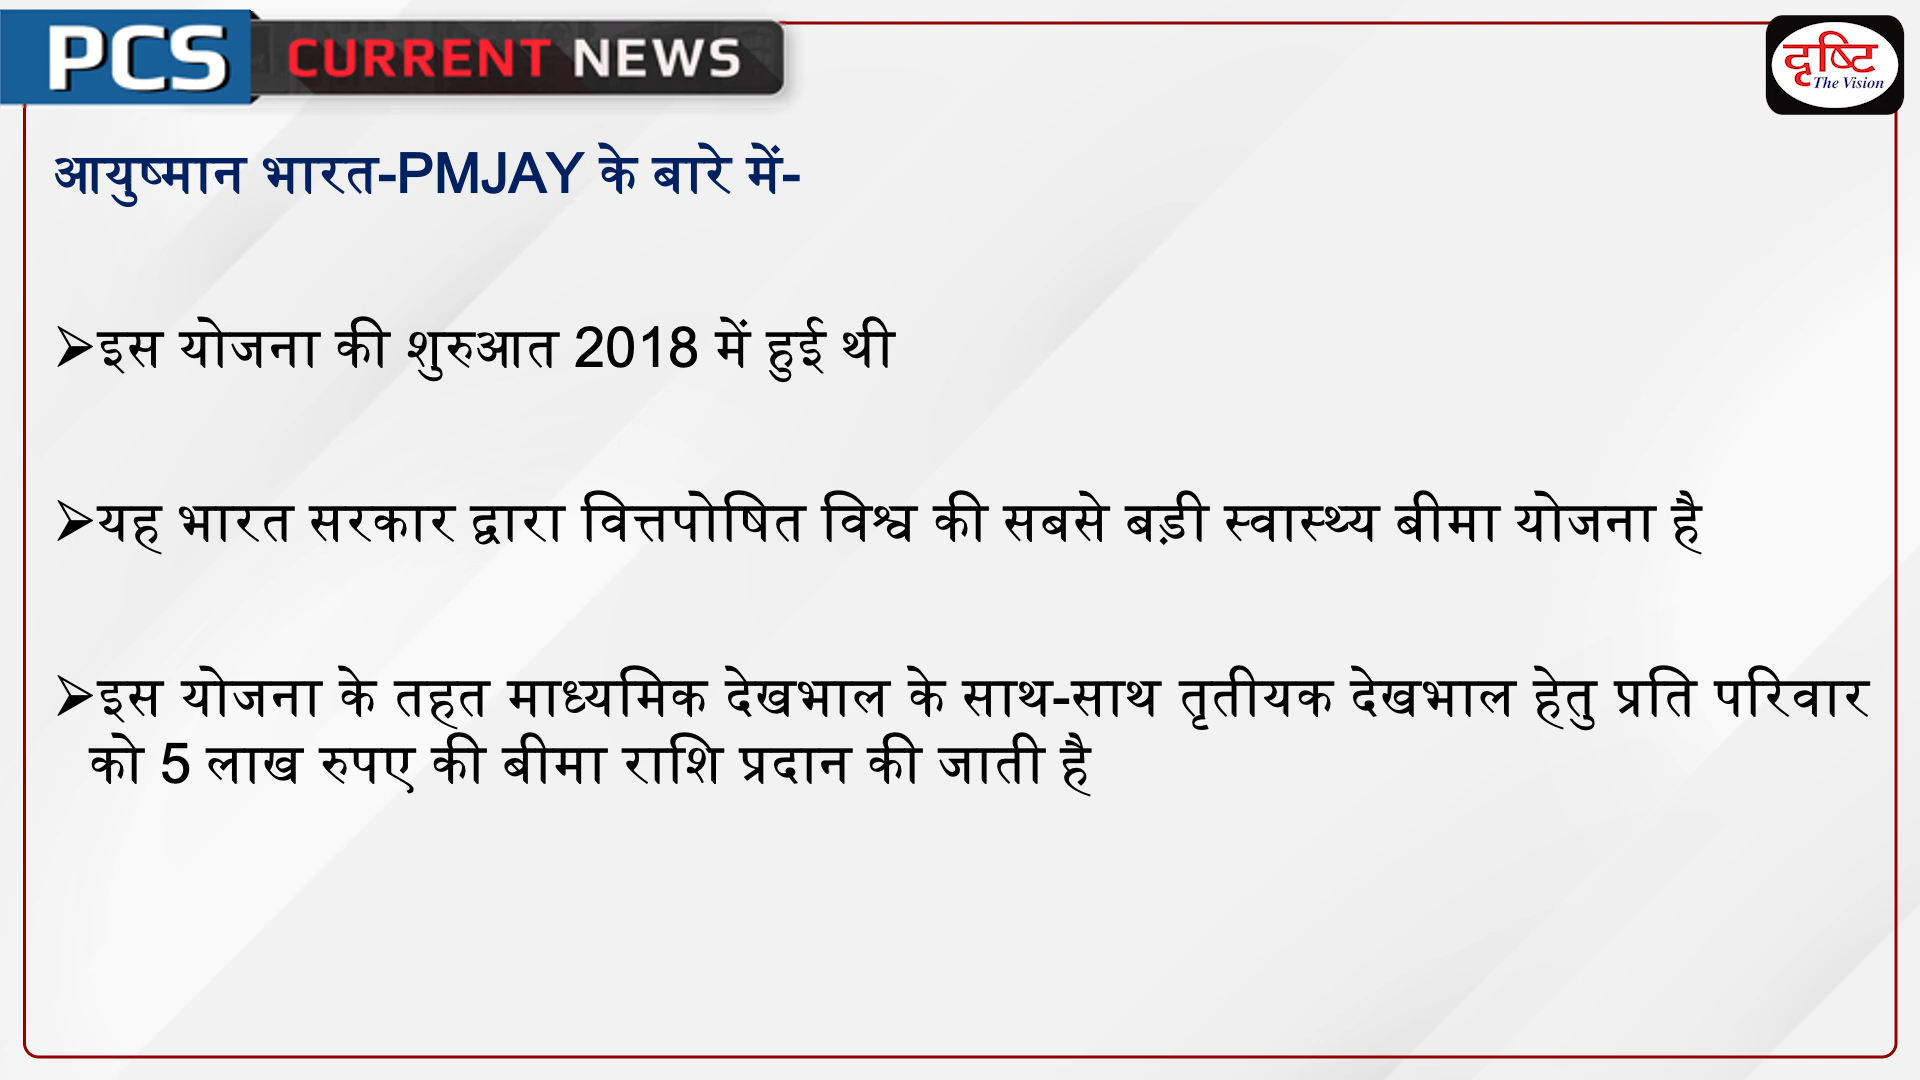 PCS CURRENT NEWS
दृष्टि
The Vision
आयुष्मान भारत-PMJAY के बारे में-
➢इस योजना की शुरुआत 2018 में हुई थी
➢यह भारत सरकार द्वारा वित्तपोषित विश्व की सबसे बड़ी स्वास्थ्य बीमा योजना है
➢इस योजना के तहत माध्यमिक देखभाल के साथ-साथ तृतीयक देखभाल हेतु प्रति परिवार
को 5 लाख रुपए की बीमा राशि प्रदान की जाती है